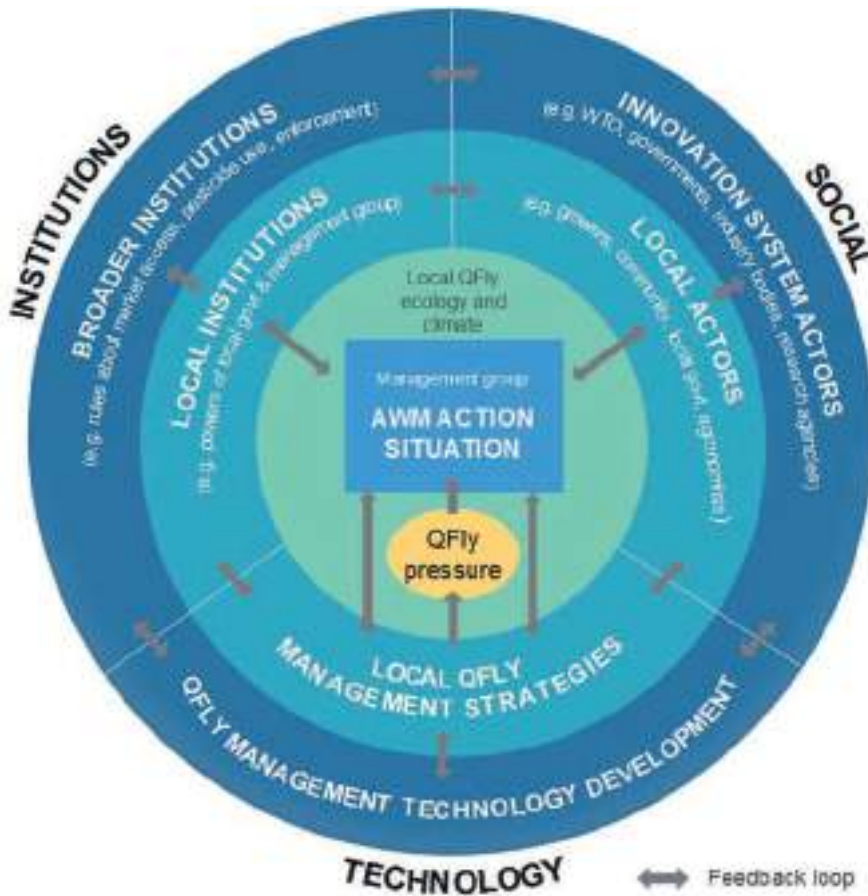 INSTITUTIONS
BROADER INSTITUTIONS
(e.g. rules about market access, pesticide use, enforcement)
LOCAL INSTITUTIONS
(e.g. powers of local govt & management group)
SOCIAL
INNOVATION SYSTEM ACTORS
(e.g. WTO, governments, industry bodies, research agencies)
LOCAL ACTORS
(e.g. growers, community, local govt, agronomists)
Local QFly
ecology and
climate
Management group
AWM ACTION
SITUATION
QFly
pressure
LOCAL QFLY
MANAGEMENT STRATEGIES
QFLY MANAGEMENT TECHNOLOGY DEVELOPMENT
TECHNOLOGY
Feedback loop